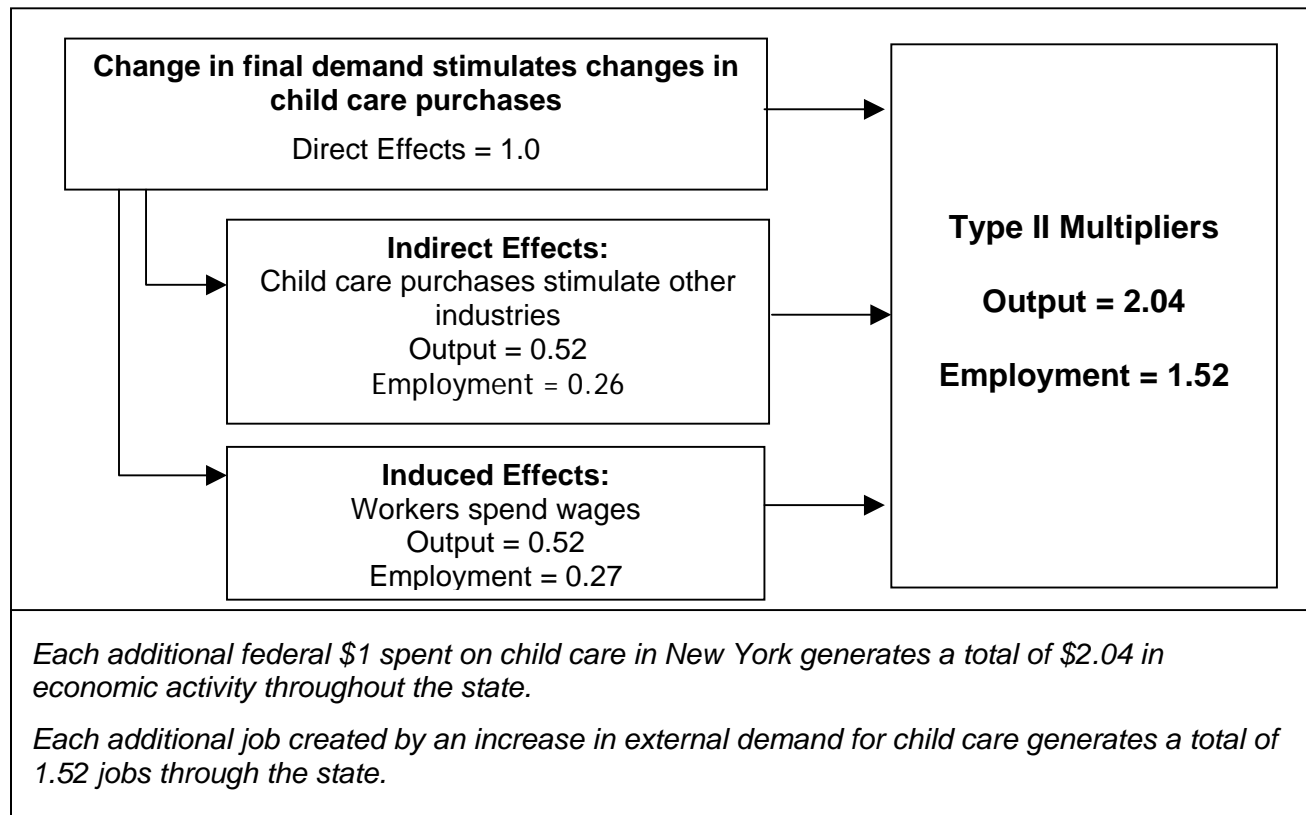 Change in final demand stimulates changes in
child care purchases
Direct Effects = 1.0
Indirect Effects:
Child care purchases stimulate other
industries
Output = 0.52
Employment = 0.26
Induced Effects:
Workers spend wages
Output = 0.52
Employment = 0.27
Type II Multipliers
Output = 2.04
Employment = 1.52
Each additional federal $1 spent on child care in New York generates a total of $2.04 in
economic activity throughout the state.
Each additional job created by an increase in external demand for child care generates a total of
1.52 jobs through the state.